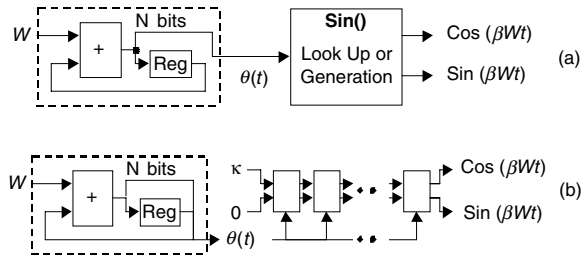 W
+
N bits
Reg
θ(t)
Sin()
Look Up or
Generation
Cos (βWt)
Sin (βWt)
(a)
W
+
N bits
Reg
θ(t)
κ
0
Cos (βWt)
Sin (βWt)
(b)